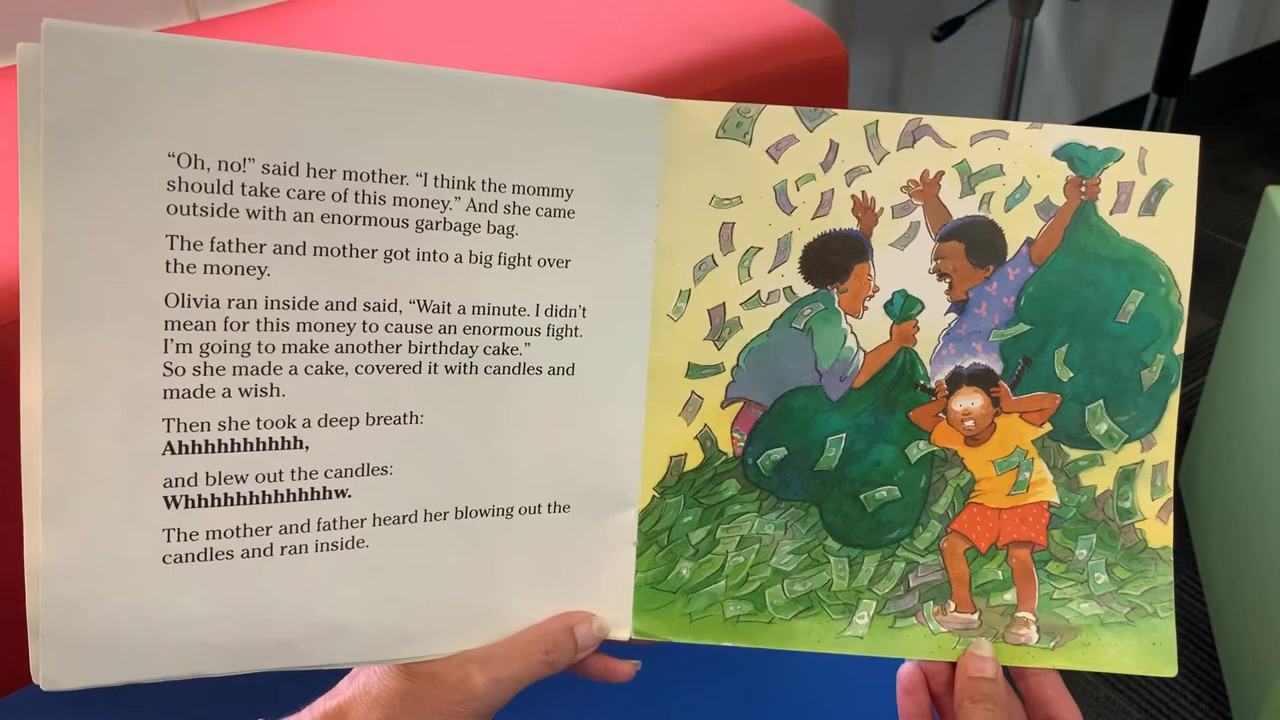 “Oh, no!” said her mother. “I think the mommy
should take care of this money.” And she came
outside with an enormous garbage bag.
The father and mother got into a big fight over
the money.
Olivia ran inside and said, “Wait a minute. I didn’t
mean for this money to cause an enormous fight.
I’m going to make another birthday cake.”
So she made a cake, covered it with candles and
made a wish.
Then she took a deep breath:
Ahhhhhhhhhhh,
and blew out the candles:
Whhhhhhhhhhhhhw.
The mother and father heard her blowing out the
candles and ran inside.